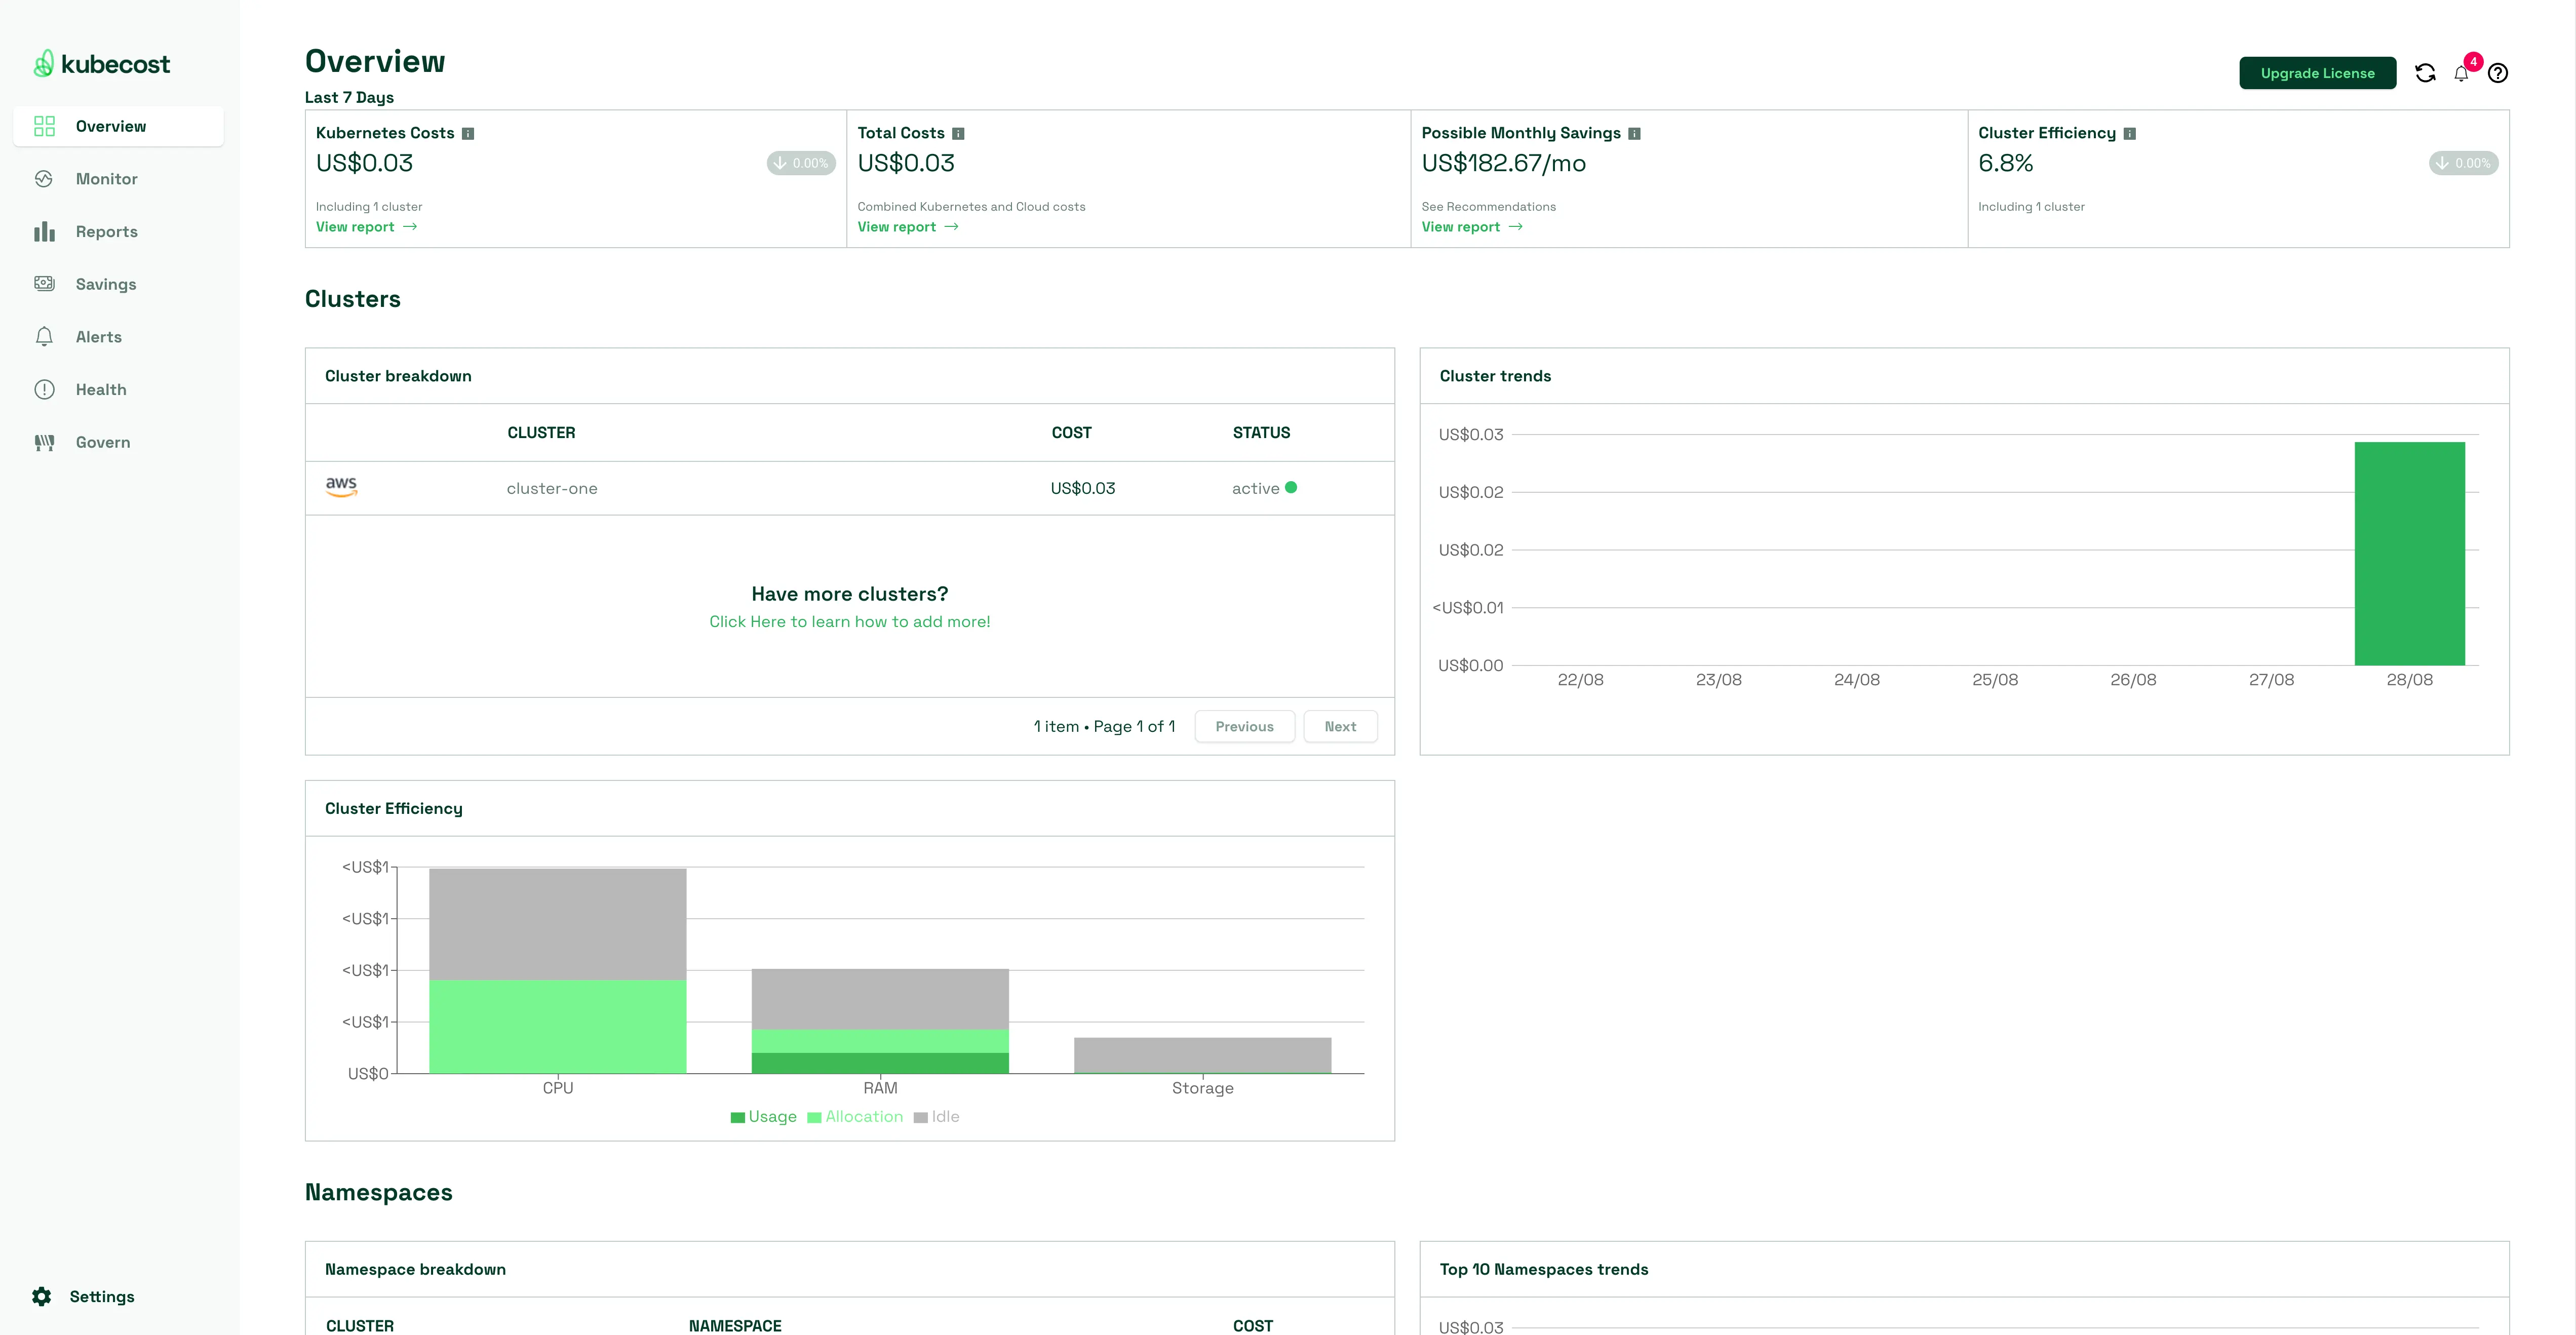 kubecost
Overview
Monitor
Reports
Savings
Alerts
Health
Govern
Settings
Overview
Upgrade License
4
Last 7 Days
Kubernetes Costs
US$0.03
0.00%
Including 1 cluster
View report →
Total Costs
US$0.03
Combined Kubernetes and Cloud costs
View report →
Possible Monthly Savings
US$182.67/mo
See Recommendations
View report →
Cluster Efficiency
6.8%
0.00%
Including 1 cluster
Clusters
Cluster breakdown
CLUSTER COST STATUS
aws cluster-one US$0.03 active
Have more clusters?
Click Here to learn how to add more!
1 item • Page 1 of 1 Previous Next
Cluster trends
US$0.03
US$0.02
US$0.02
<US$0.01
US$0.00
22/08 23/08 24/08 25/08 26/08 27/08 28/08
Cluster Efficiency
<US$1
<US$1
<US$1
<US$1
US$0
CPU RAM Storage
Usage Allocation Idle
Namespaces
Namespace breakdown
CLUSTER NAMESPACE COST
Top 10 Namespaces trends
US$0.03